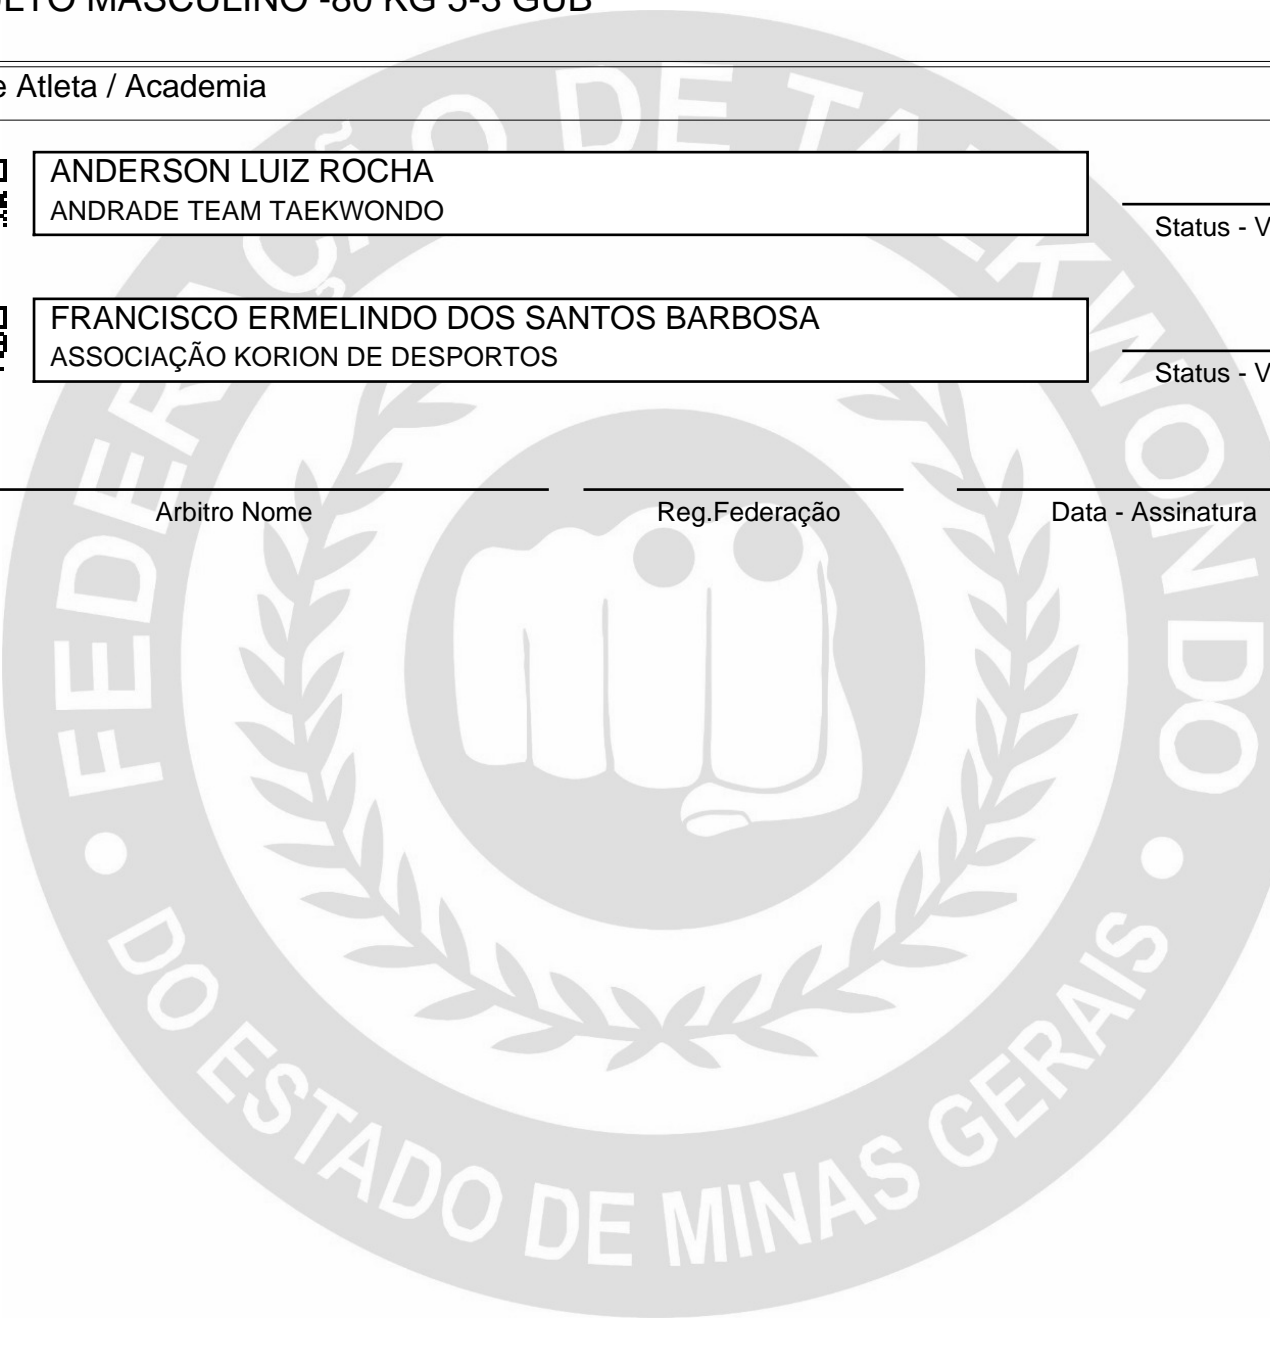 MASCULINO -80 KG 5-3 GUB
Atleta / Academia
ANDERSON LUIZ ROCHA
ANDRADE TEAM TAEKWONDO
Status - V
FRANCISCO ERMELINDO DOS SANTOS BARBOSA
ASSOCIAÇÃO KORION DE DESPORTOS
Status - V
Arbitro Nome Reg.Federação Data - Assinatura
FEDERAÇÃO DE TAEKWONDO
DO ESTADO DE MINAS GERAIS